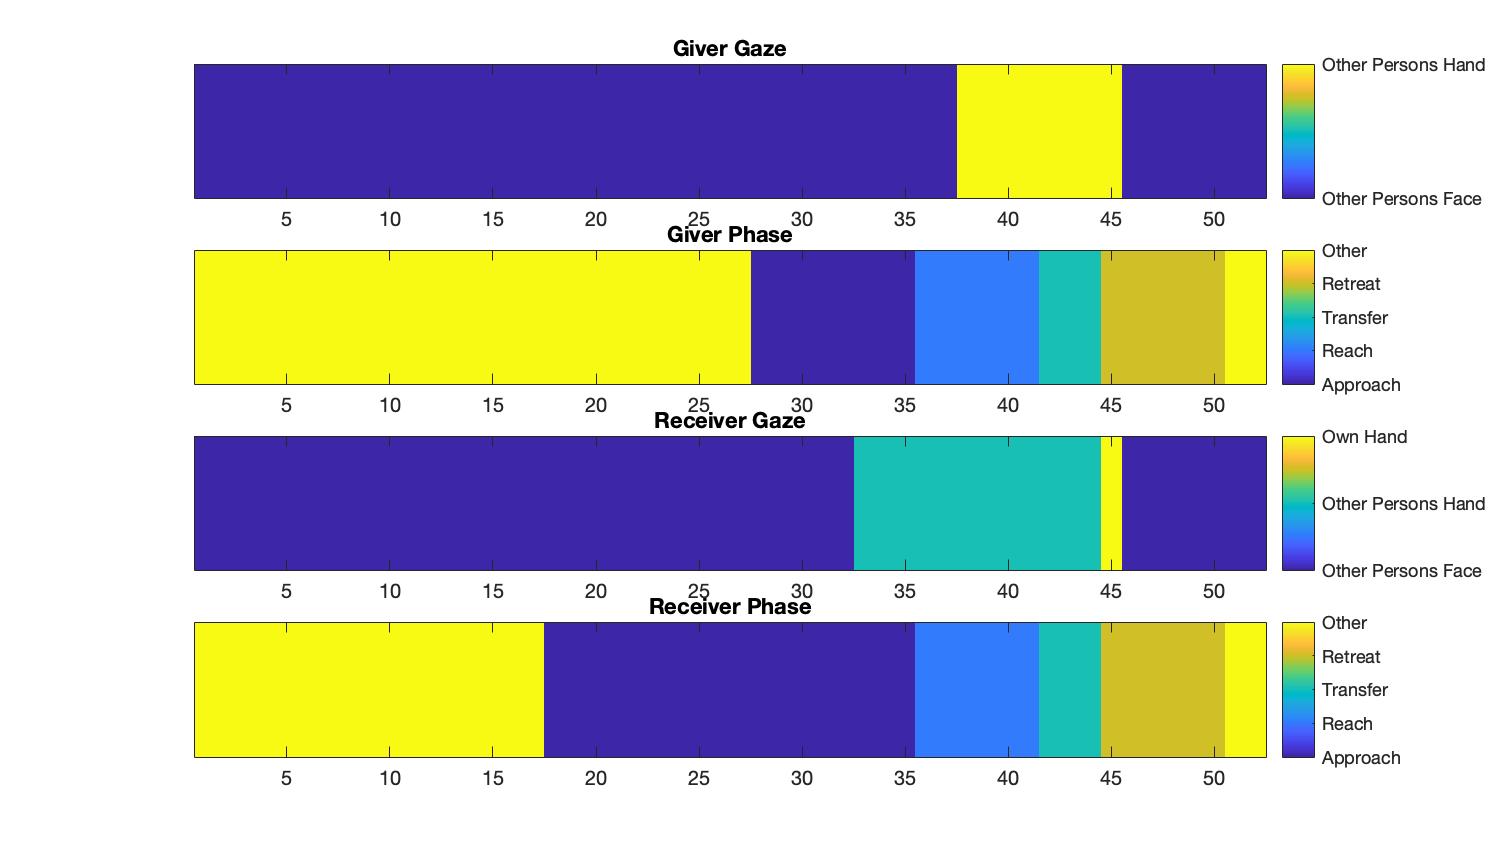 Giver Gaze
Other Persons Hand
Other Persons Face
5 10 15 20 25 30 35 40 45 50
Giver Phase
Other
Retreat
Transfer
Reach
Approach
5 10 15 20 25 30 35 40 45 50
Receiver Gaze
Own Hand
Other Persons Hand
Other Persons Face
5 10 15 20 25 30 35 40 45 50
Receiver Phase
Other
Retreat
Transfer
Reach
Approach
5 10 15 20 25 30 35 40 45 50